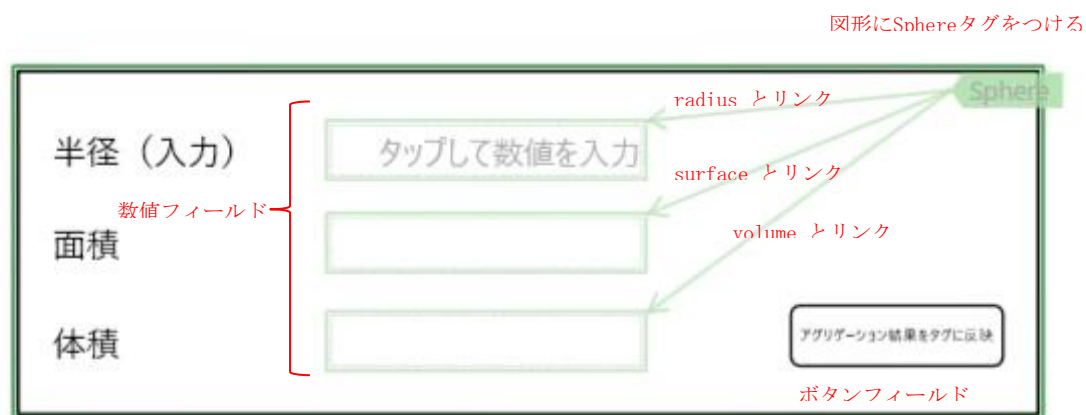 図形にSphereタグをつける
Sphere
radius とリンク
半径（入力）
タップして数値を入力
surface とリンク
数値フィールド
volume とリンク
面積
体積
アグリゲーション結果をタグに反映
ボタンフィールド